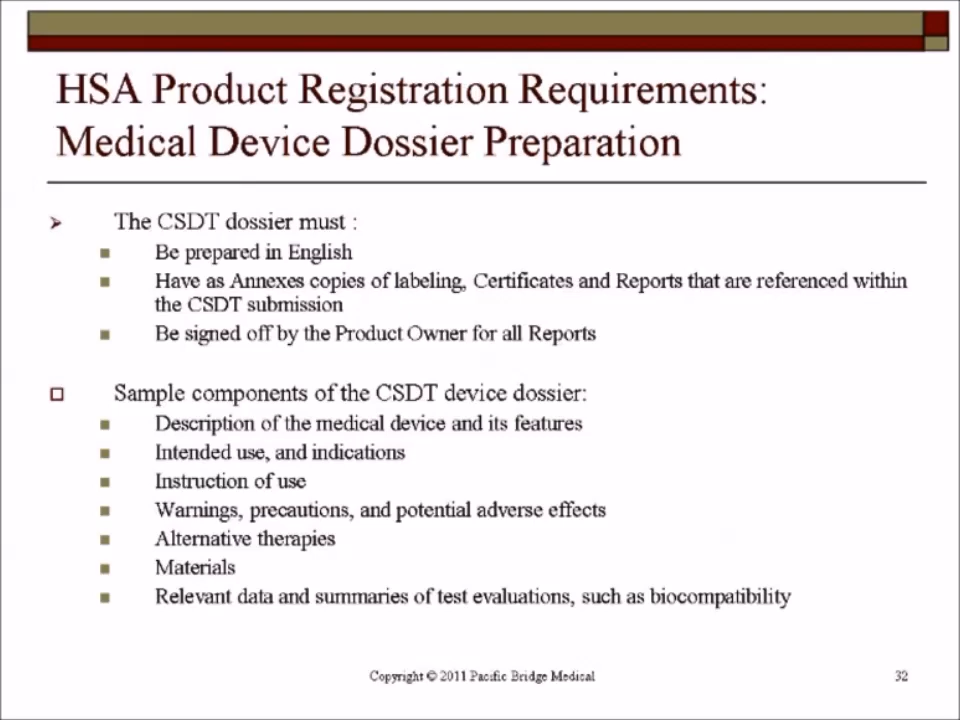 HSA Product Registration Requirements:
Medical Device Dossier Preparation
The CSDT dossier must :
Be prepared in English
Have as Annexes copies of labeling, Certificates and Reports that are referenced within
the CSDT submission
Be signed off by the Product Owner for all Reports
Sample components of the CSDT device dossier:
Description of the medical device and its features
Intended use, and indications
Instruction of use
Warnings, precautions, and potential adverse effects
Alternative therapies
Materials
Relevant data and summaries of test evaluations, such as biocompatibility
Copyright © 2011 Pacific Bridge Medical
32